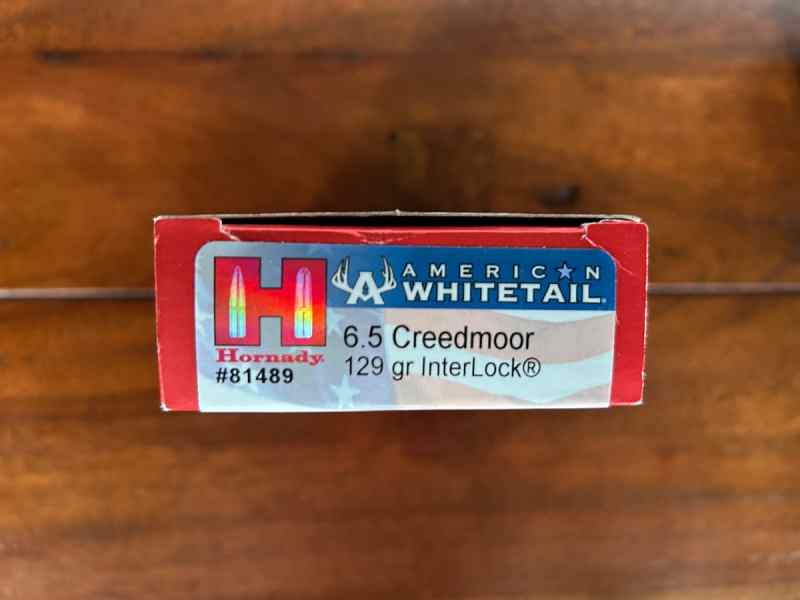 AMERICAN
WHITETAIL.
H
Hornady.
#81489
6.5 Creedmoor
129 gr InterLock®